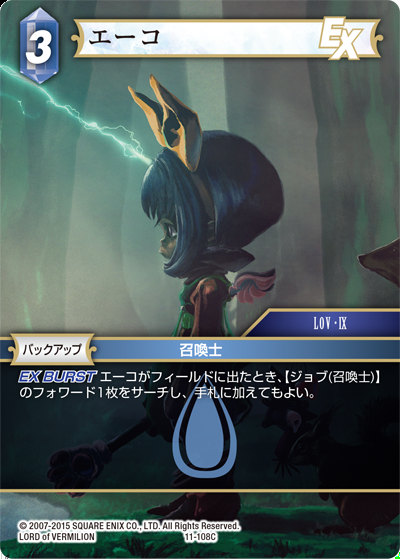 3
エーコ
EX
LOV・IX
バックアップ
召喚士
EX BURST エーコがフィールドに出たとき、【ジョブ(召喚士)】
のフォワード1枚をサーチし、手札に加えてもよい。
© 2007-2015 SQUARE ENIX CO., LTD. All Rights Reserved.
LORD of VERMILION
11-108C